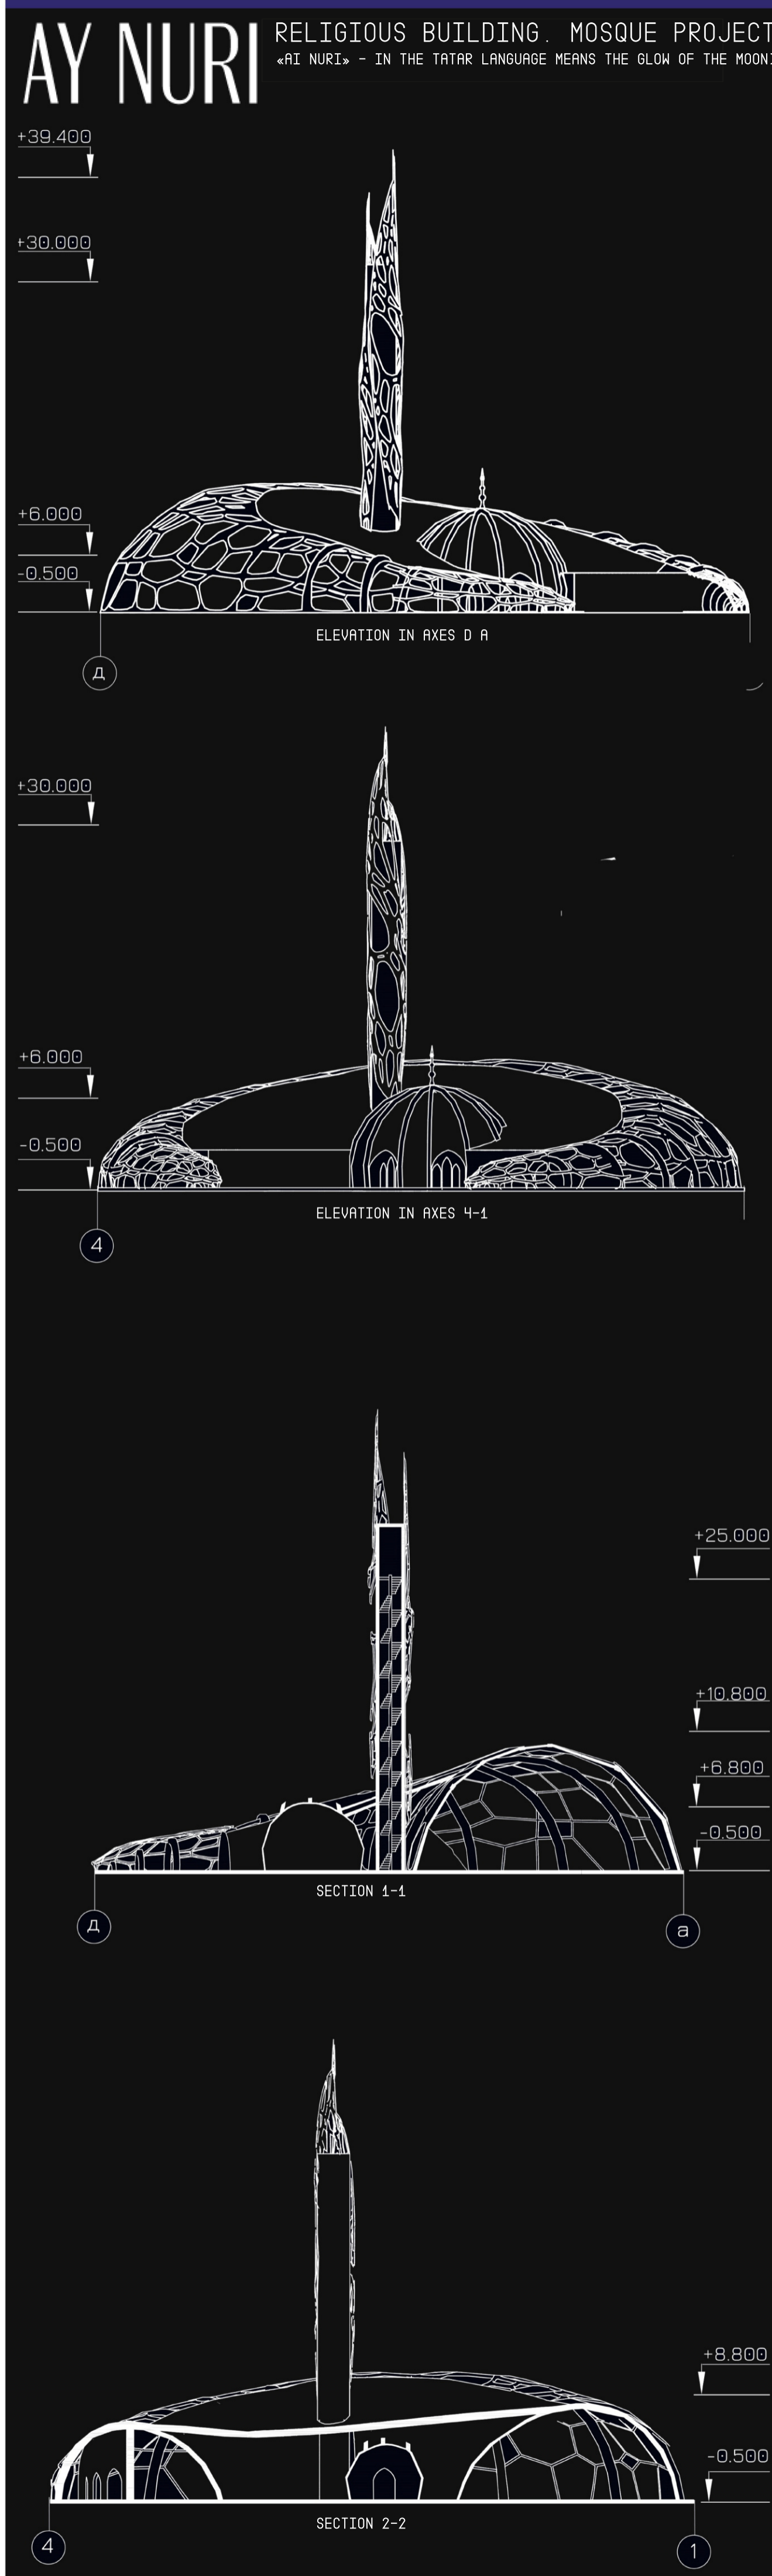 AY NURI
RELIGIOUS BUILDING. MOSQUE PROJECT
«AI NURI» - IN THE TATAR LANGUAGE MEANS THE GLOW OF THE MOON
+39.400
+30.000
+6.000
-0.500
ELEVATION IN AXES D A
Д
+30.000
+6.000
-0.500
ELEVATION IN AXES 4-1
4
+25.000
+10.800
+6.800
-0.500
SECTION 1-1
Д
а
+8.800
-0.500
SECTION 2-2
4
1